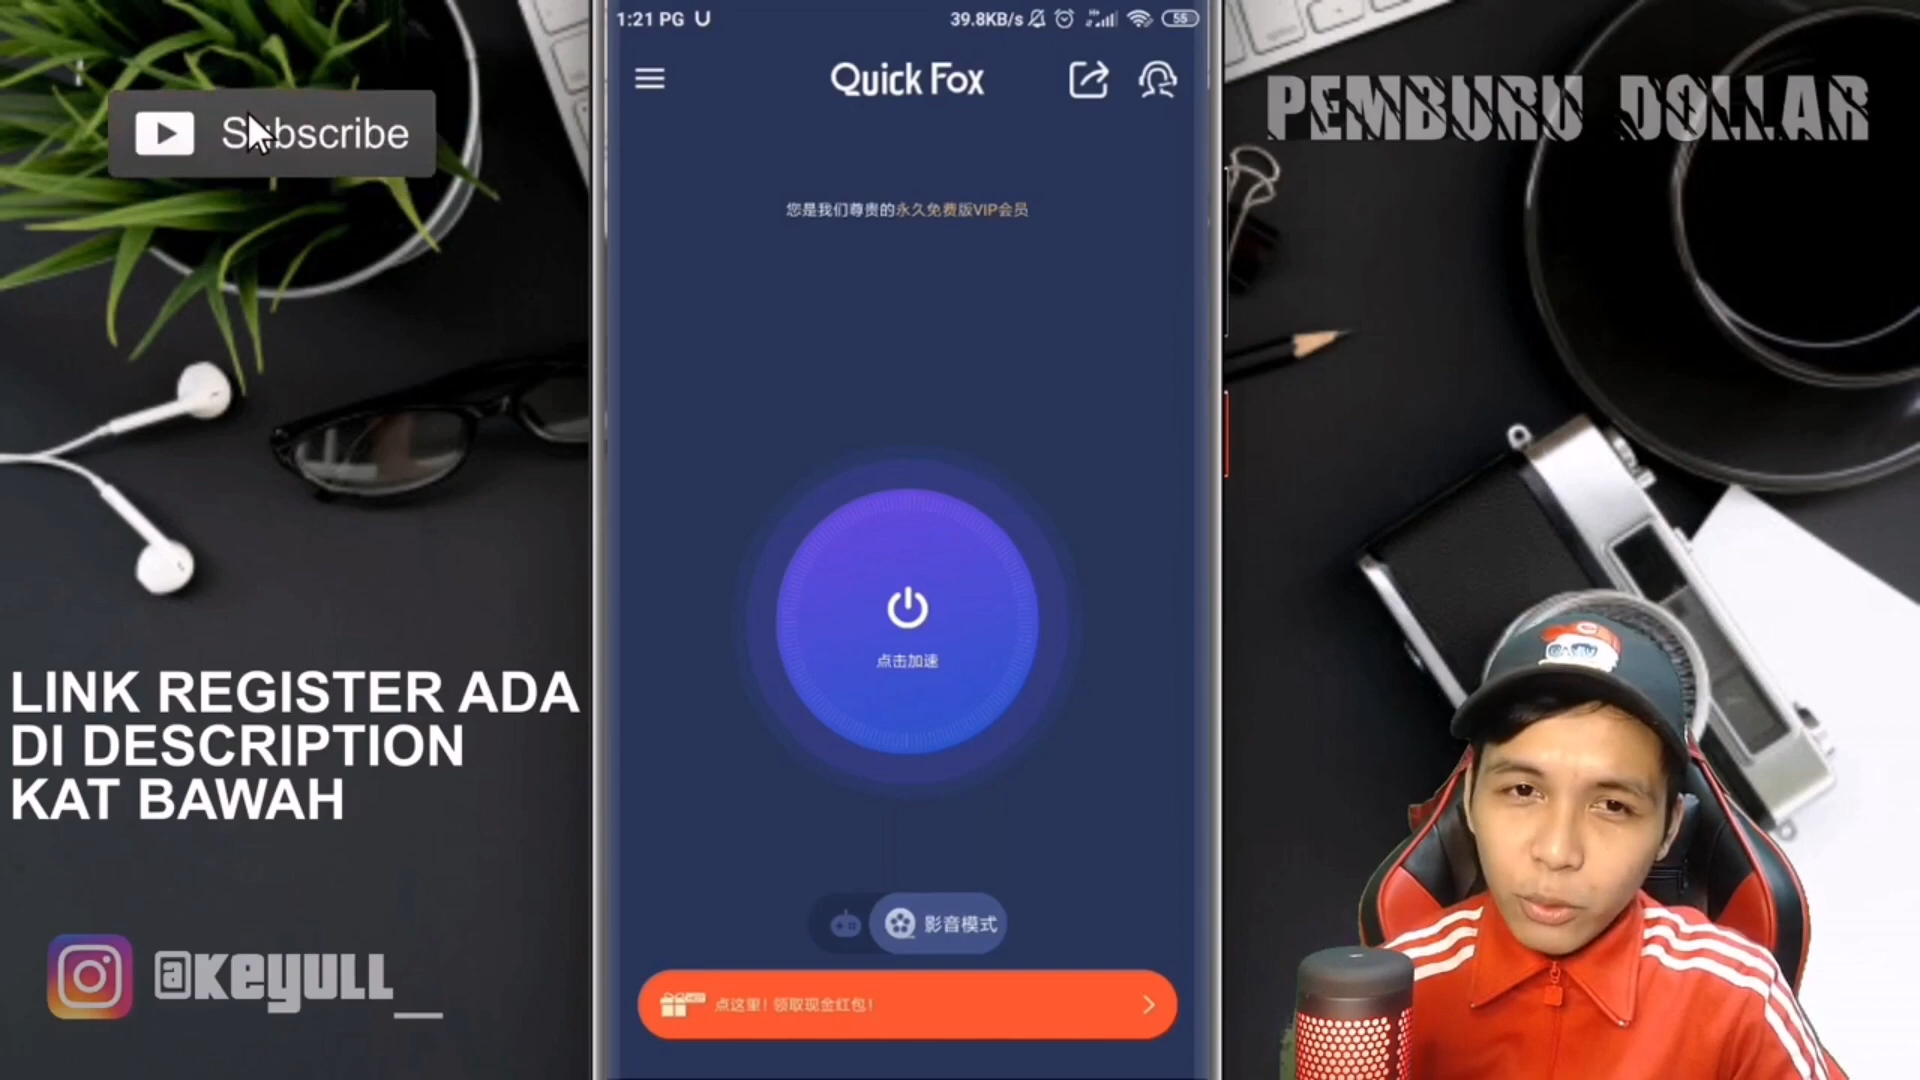 1:21 PG
39.8KB/s
55
Quick Fox
Subscribe
PEMBURU DOLLAR
您是我们尊贵的永久免费版VIP会员
点击加速
LINK REGISTER ADA
DI DESCRIPTION
KAT BAWAH
影音模式
@KEYULL__
点这里！领取现金红包！